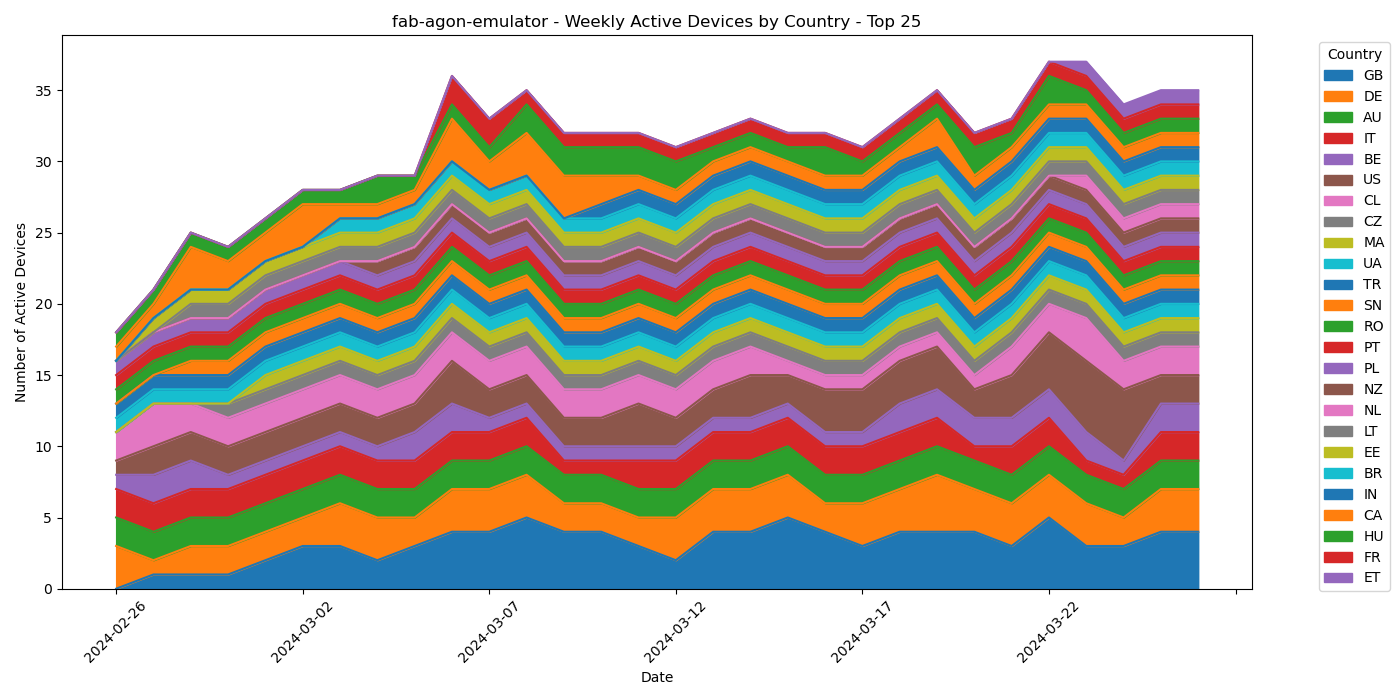 fab-agon-emulator - Weekly Active Devices by Country - Top 25
Number of Active Devices
35
30
25
20
15
10
5
0
2024-02-26
2024-03-02
2024-03-07
2024-03-12
2024-03-17
2024-03-22
Date
Country
GB
DE
AU
IT
BE
US
CL
CZ
MA
UA
TR
SN
RO
PT
PL
NZ
NL
LT
EE
BR
IN
CA
HU
FR
ET